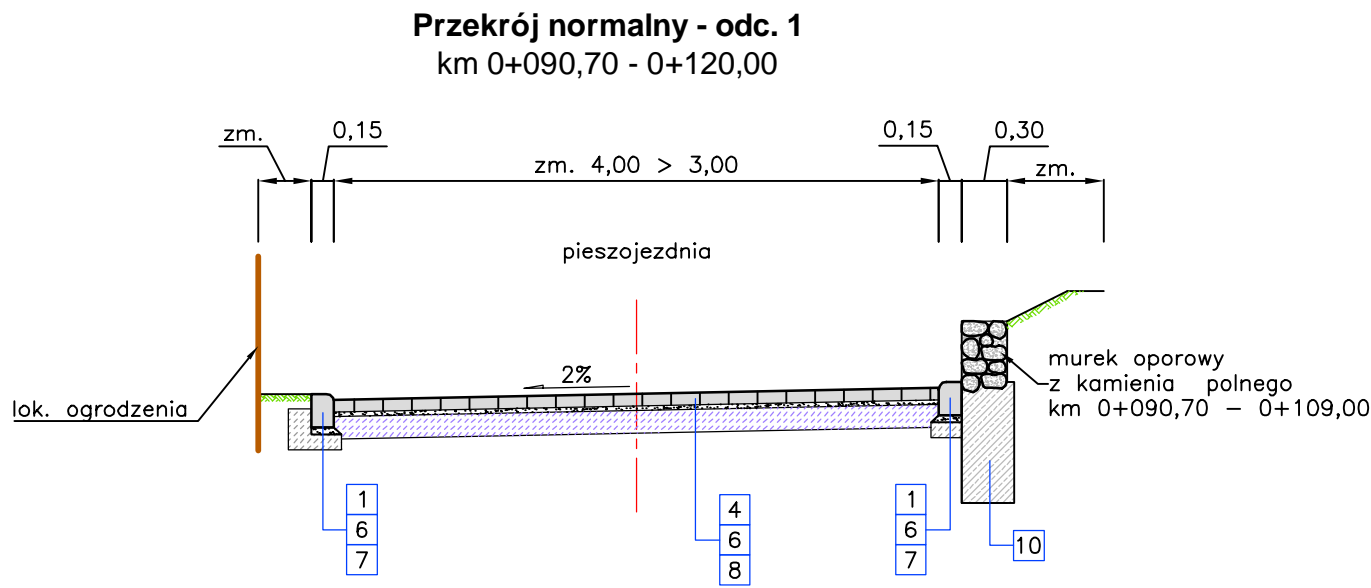 Przekrój normalny - odc. 1
km 0+090,70 - 0+120,00
zm.
0,15
zm. 4,00 > 3,00
0,15
0,30
zm.
pieszojezdnia
2%
lok. ogrodzenia
murek oporowy
z kamienia polnego
km 0+090,70 – 0+109,00
1
6
7
4
6
8
1
6
7
10